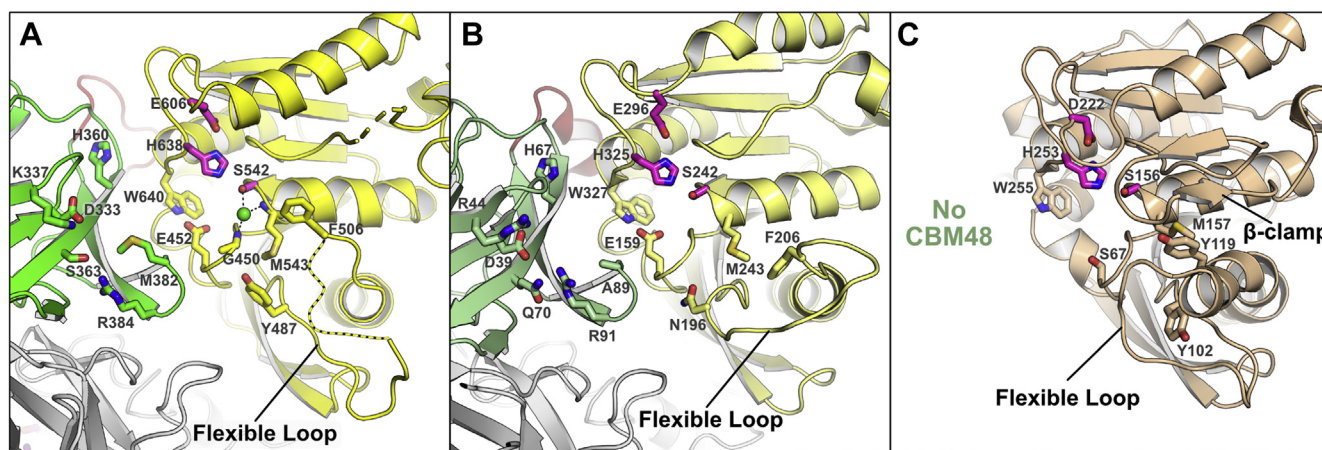 A
E606
H360
H638
K337
S542
W640
D333
E452
F506
G450
S363
M543
M382
R384
Y487
Flexible Loop
B
E296
H67
H325
S242
W327
R44
E159
F206
D39
M243
A89
Q70
N196
R91
Flexible Loop
C
D222
H253
S156
W255
No
CBM48
M157
β-clamp
Y119
S67
Y102
Flexible Loop